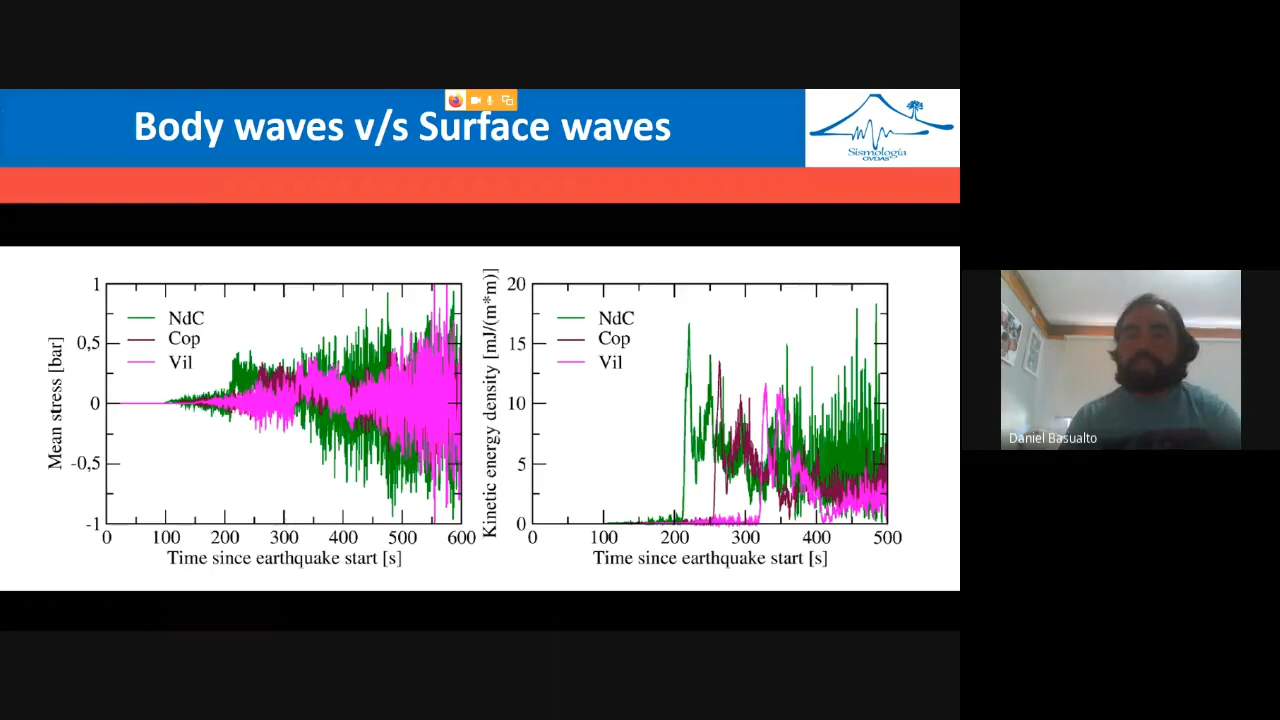 Body waves v/s Surface waves
Sismología
OVDAS
Mean stress [bar]
1
0,5
0
-0,5
-1
NdC
Cop
Vil
0 100 200 300 400 500 600
Time since earthquake start [s]
Kinetic energy density [mJ/(m*m)]
20
15
10
5
0
NdC
Cop
Vil
0 100 200 300 400 500
Time since earthquake start [s]
Daniel Basualto